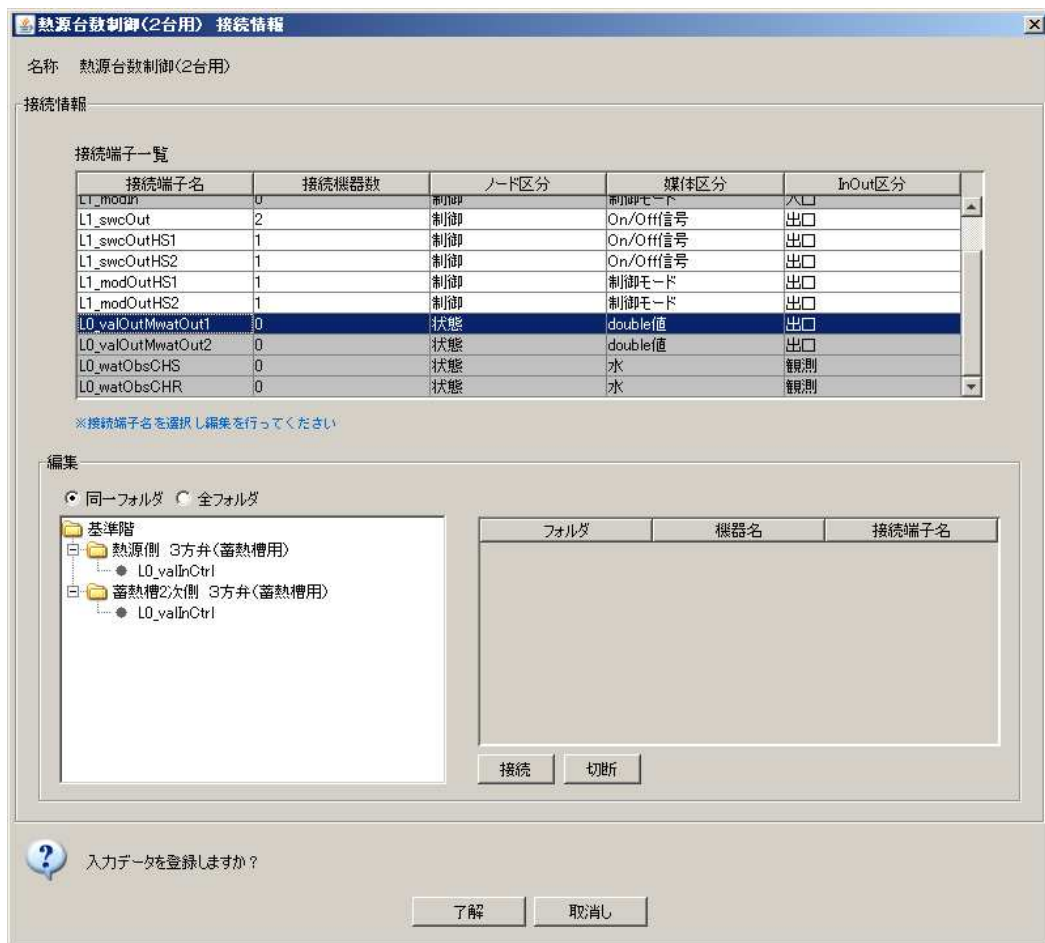 熱源台数制御(2台用) 接続情報
名称 熱源台数制御(2台用)
接続情報
接続端子一覧
接続端子名 接続機器数 ノード区分 媒体区分 InOut区分
L1_modIn 0 制御 制御モード 入口
L1_swcOut 2 制御 On/Off信号 出口
L1_swcOutHS1 1 制御 On/Off信号 出口
L1_swcOutHS2 1 制御 On/Off信号 出口
L1_modOutHS1 1 制御 制御モード 出口
L1_modOutHS2 1 制御 制御モード 出口
L0_valOutMwatOut1 0 状態 double値 出口
L0_valOutMwatOut2 0 状態 double値 出口
L0_watObsCHS 0 状態 水 観測
L0_watObsCHR 0 状態 水 観測
※接続端子名を選択し編集を行ってください
編集
同一フォルダ 全フォルダ
基準階
熱源側 3方弁(蓄熱槽用)
L0_valInCtrl
蓄熱槽2次側 3方弁(蓄熱槽用)
L0_valInCtrl
フォルダ 機器名 接続端子名
接続 切断
入力データを登録しますか?
了解 取消し